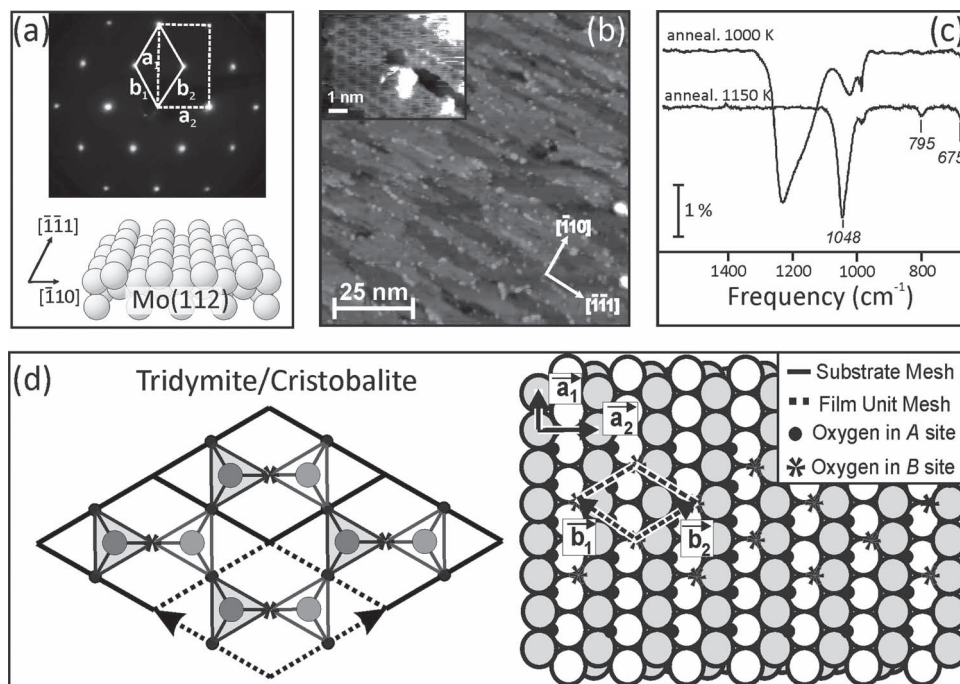 (a)
a₁
b₁
b₂
a₂
[1̅1̅1]
[1̅10]
Mo(112)
(b)
1 nm
[1̅10]
[1̅1̅1]
25 nm
(c)
anneal. 1000 K
anneal. 1150 K
795
675
1 %
1048
1400 1200 1000 800
Frequency (cm⁻¹)
(d)
Tridymite/Cristobalite
a₁
a₂
b₁
b₂
Substrate Mesh
Film Unit Mesh
Oxygen in A site
Oxygen in B site